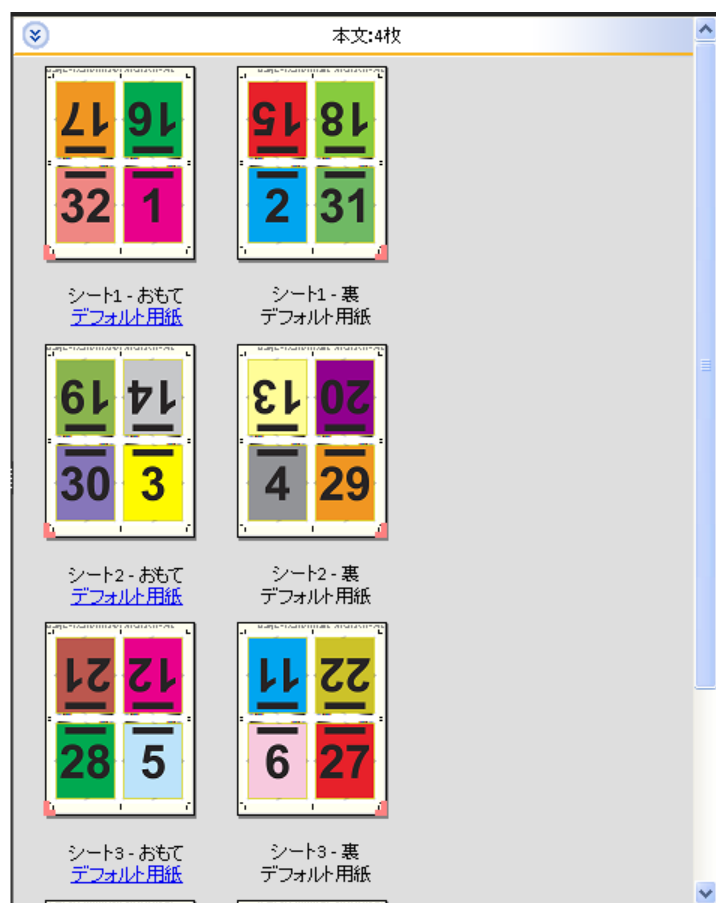 本文:4枚
17 16
15 18
32 1
2 31
シート1 - おもて
シート1 - 裏
デフォルト用紙
デフォルト用紙
19 14
13 20
30 3
4 29
シート2 - おもて
シート2 - 裏
デフォルト用紙
デフォルト用紙
21 12
11 22
28 5
6 27
シート3 - おもて
シート3 - 裏
デフォルト用紙
デフォルト用紙